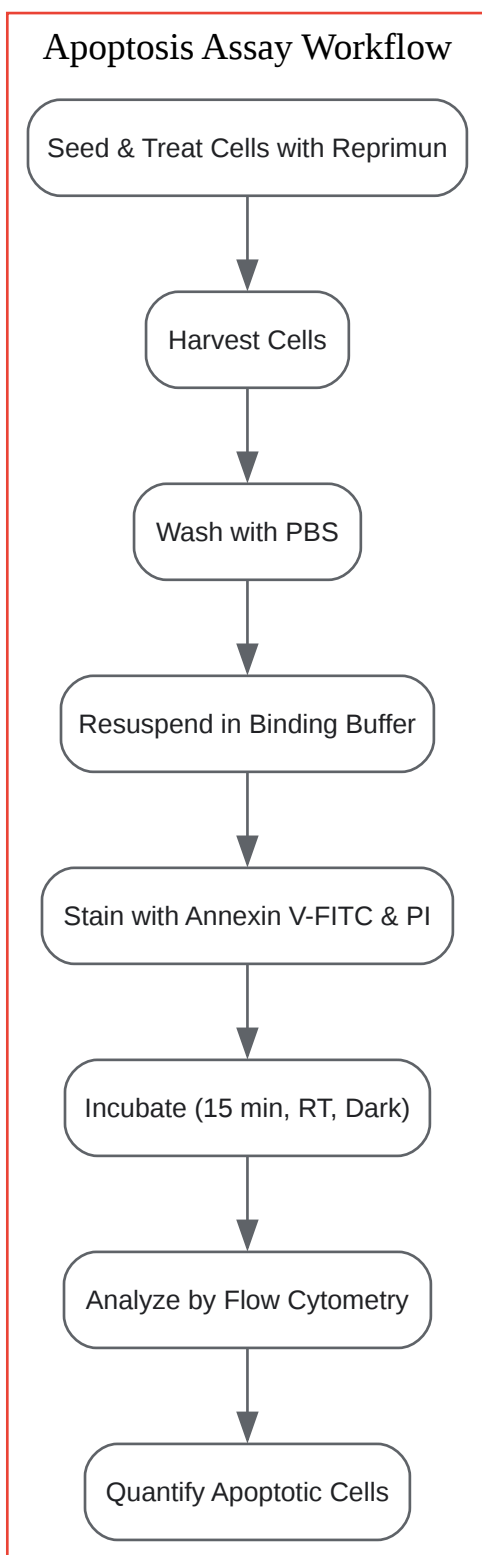 Apoptosis Assay Workflow
Seed & Treat Cells with Reprimun
Harvest Cells
Wash with PBS
Resuspend in Binding Buffer
Stain with Annexin V-FITC & PI
Incubate (15 min, RT, Dark)
Analyze by Flow Cytometry
Quantify Apoptotic Cells